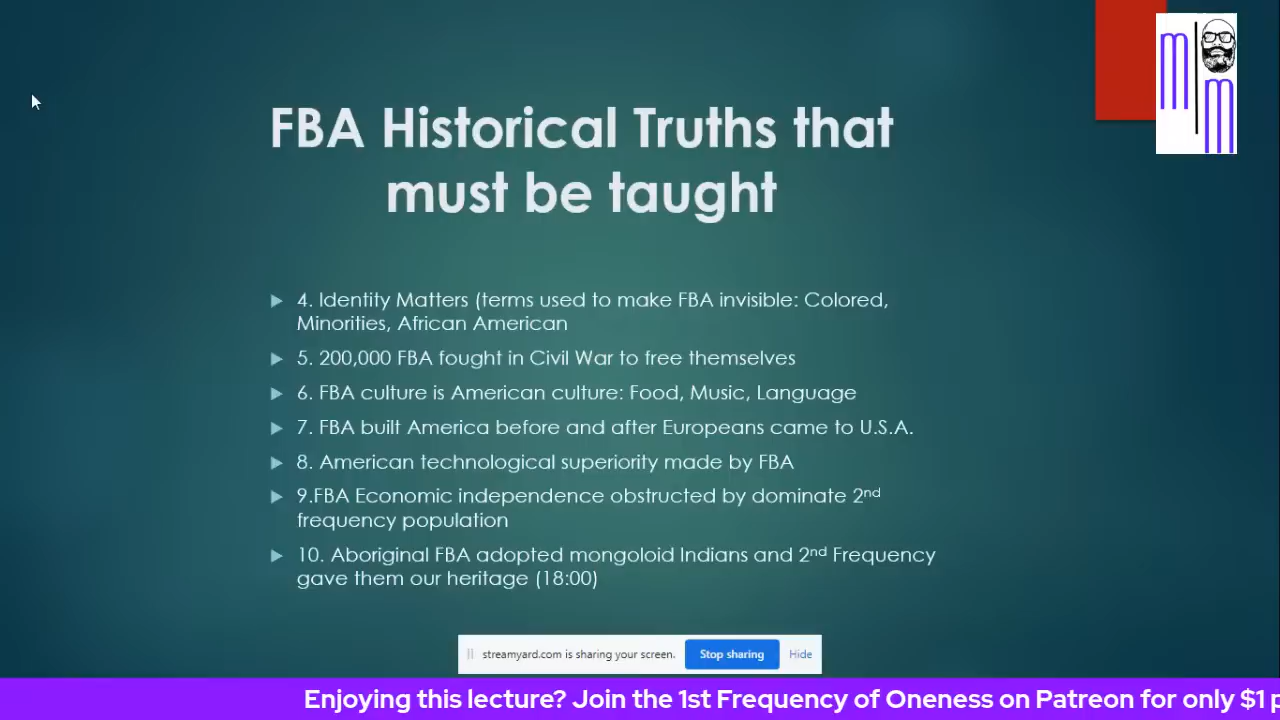 FBA Historical Truths that
must be taught
4. Identity Matters (terms used to make FBA invisible: Colored,
Minorities, African American
5. 200,000 FBA fought in Civil War to free themselves
6. FBA culture is American culture: Food, Music, Language
7. FBA built America before and after Europeans came to U.S.A.
8. American technological superiority made by FBA
9.FBA Economic independence obstructed by dominate 2nd
frequency population
10. Aboriginal FBA adopted mongoloid Indians and 2nd Frequency
gave them our heritage (18:00)
m
m
streamyard.com is sharing your screen. Stop sharing Hide
Enjoying this lecture? Join the 1st Frequency of Oneness on Patreon for only $1 p